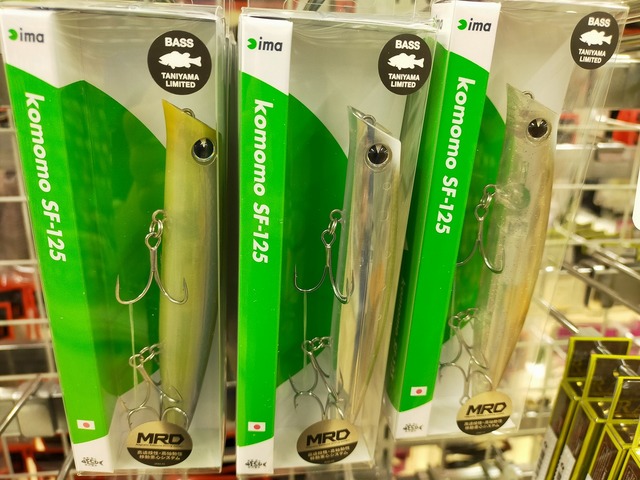 ima
BASS
TANIYAMA
LIMITED
komomo SF-125
MRD
ima
BASS
TANIYAMA
LIMITED
komomo SF-125
MRD
ima
BASS
TANIYAMA
LIMITED
komomo SF-125
MRD